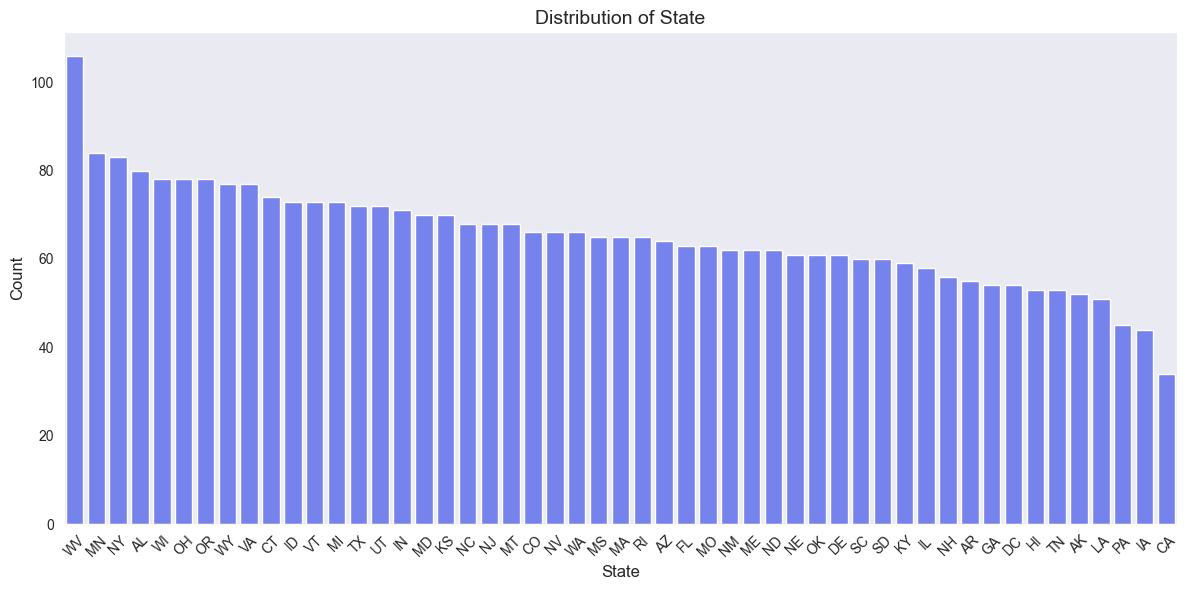 Distribution of State
Count
100
80
60
40
20
0
WV MN NY AL WI OH OR WY VA CT ID VT MI TX UT IN MD KS NC NJ MT CO NV WA MS MA RI AZ FL MO NM ME ND NE OK DE SC SD KY IL NH AR GA DC HI TN AK LA PA IA CA
State